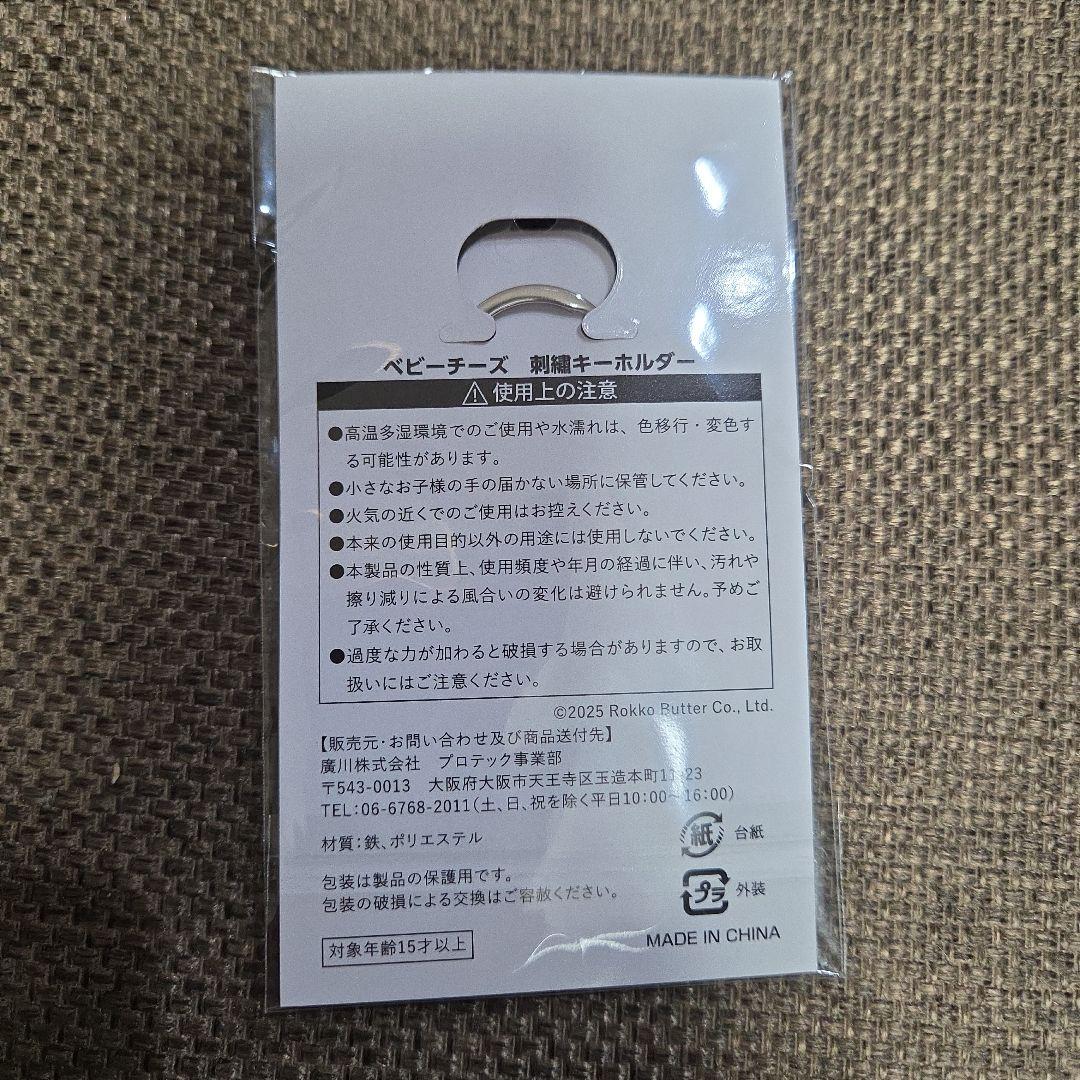 ベビーチーズ　刺繡キーホルダー
⚠使用上の注意
●高温多湿環境でのご使用や水濡れは、色移行・変色す
る可能性があります。
●小さなお子様の手の届かない場所に保管してください。
●火気の近くでのご使用はお控えください。
●本来の使用目的以外の用途には使用しないでください。
●本製品の性質上、使用頻度や年月の経過に伴い、汚れや
擦り減りによる風合いの変化は避けられません。予めご
了承ください。
●過度な力が加わると破損する場合がありますので、お取
扱いにはご注意ください。
©2025 Rokko Butter Co., Ltd.
【販売元・お問い合わせ及び商品送付先】
廣川株式会社　プロテック事業部
〒543-0013　大阪府大阪市天王寺区玉造本町11-23
TEL：06-6768-2011（土、日、祝を除く平日10：00～16：00）
材質：鉄、ポリエステル
紙 台紙
包装は製品の保護用です。
包装の破損による交換はご容赦ください。
プラ 外装
対象年齢15才以上
MADE IN CHINA